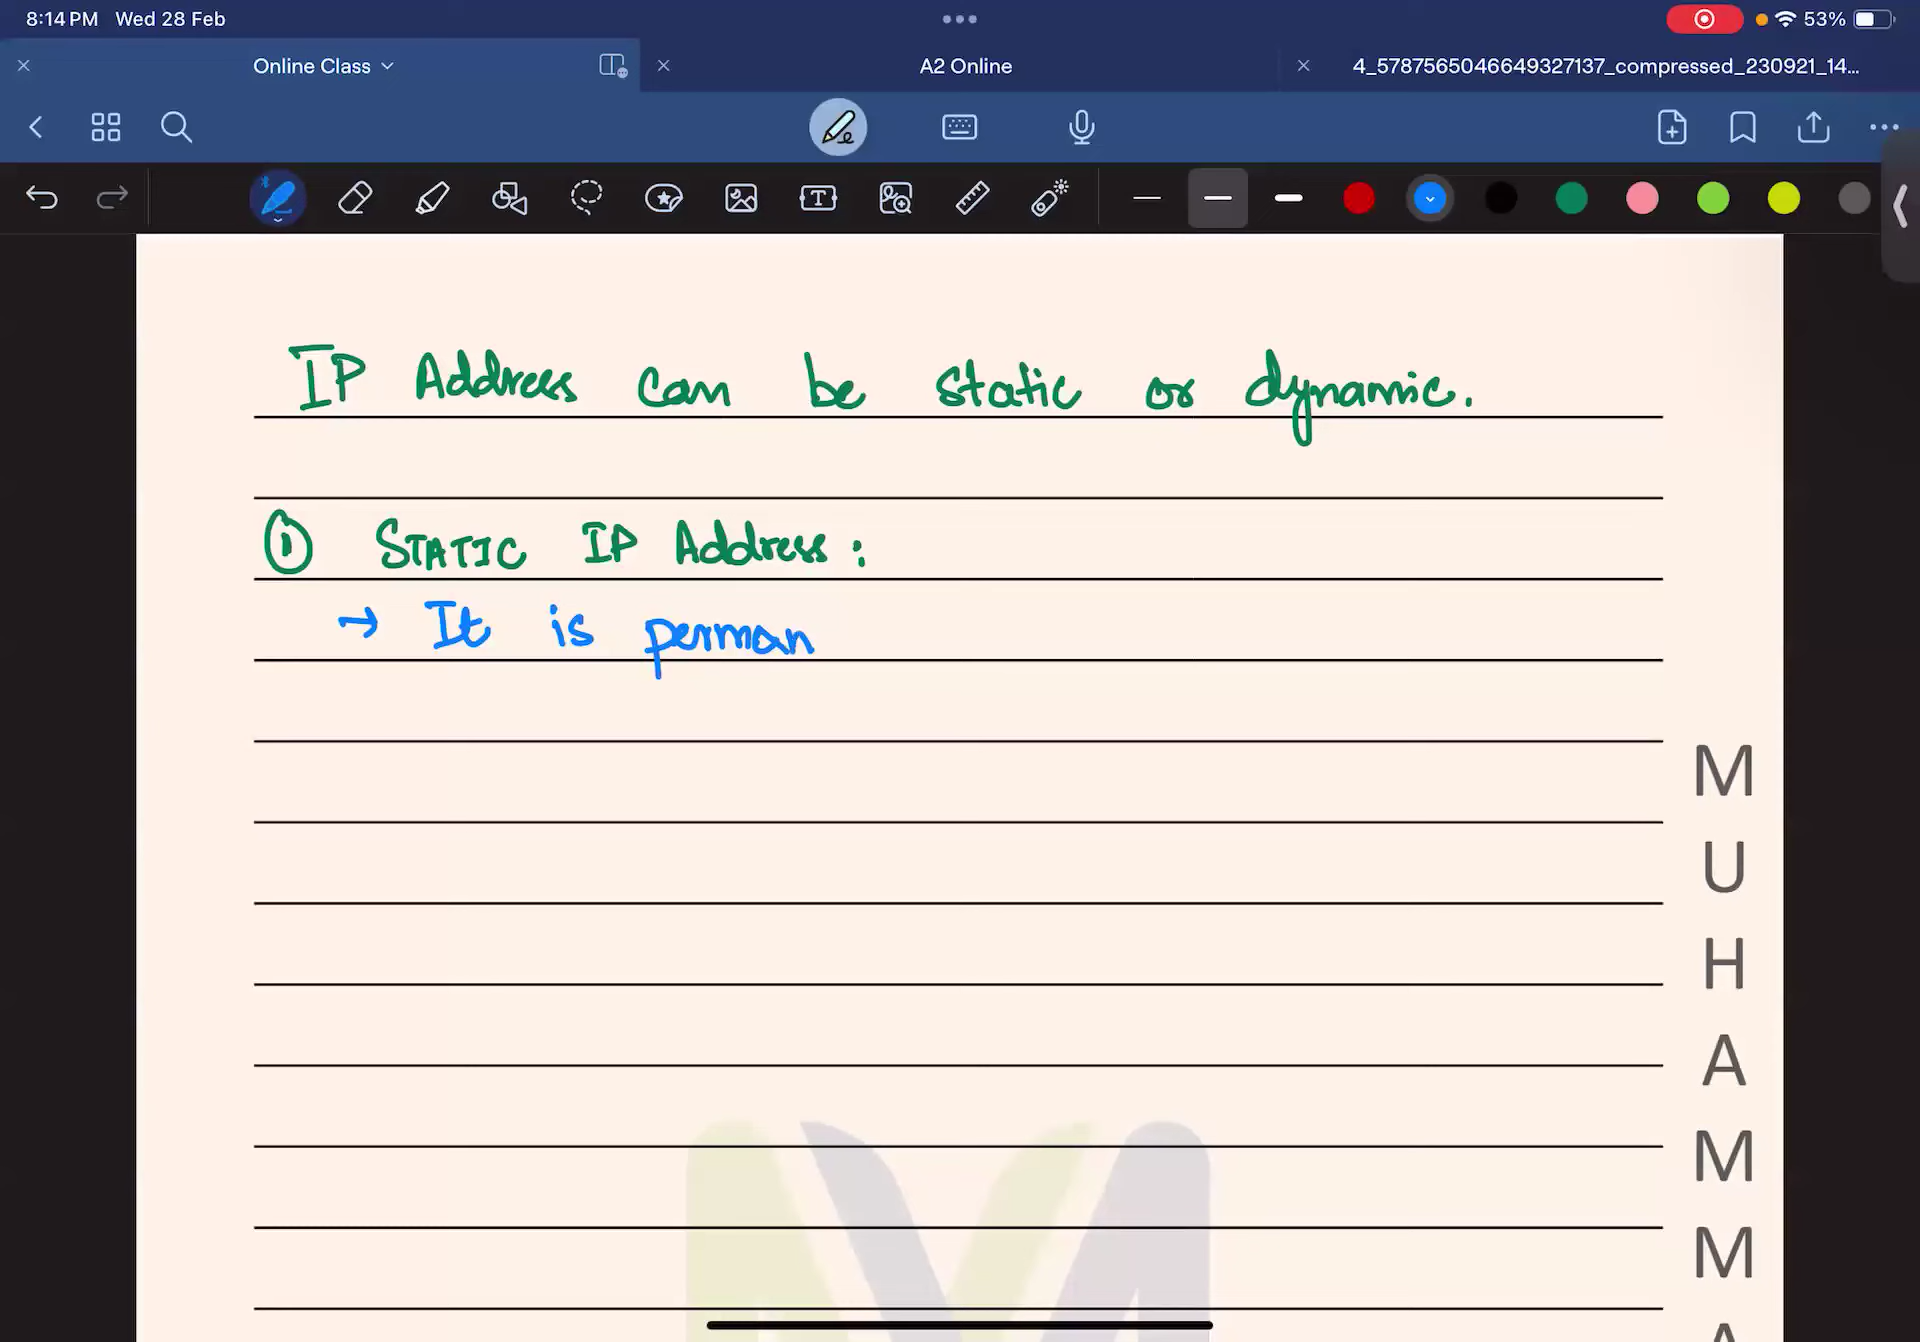 8:14 PM Wed 28 Feb
53%
Online Class
A2 Online
4_5787565046649327137_compressed_230921_14...
IP Address can be static or dynamic.
① STATIC IP Address :
→ It is perman
M
U
H
A
M
M
A